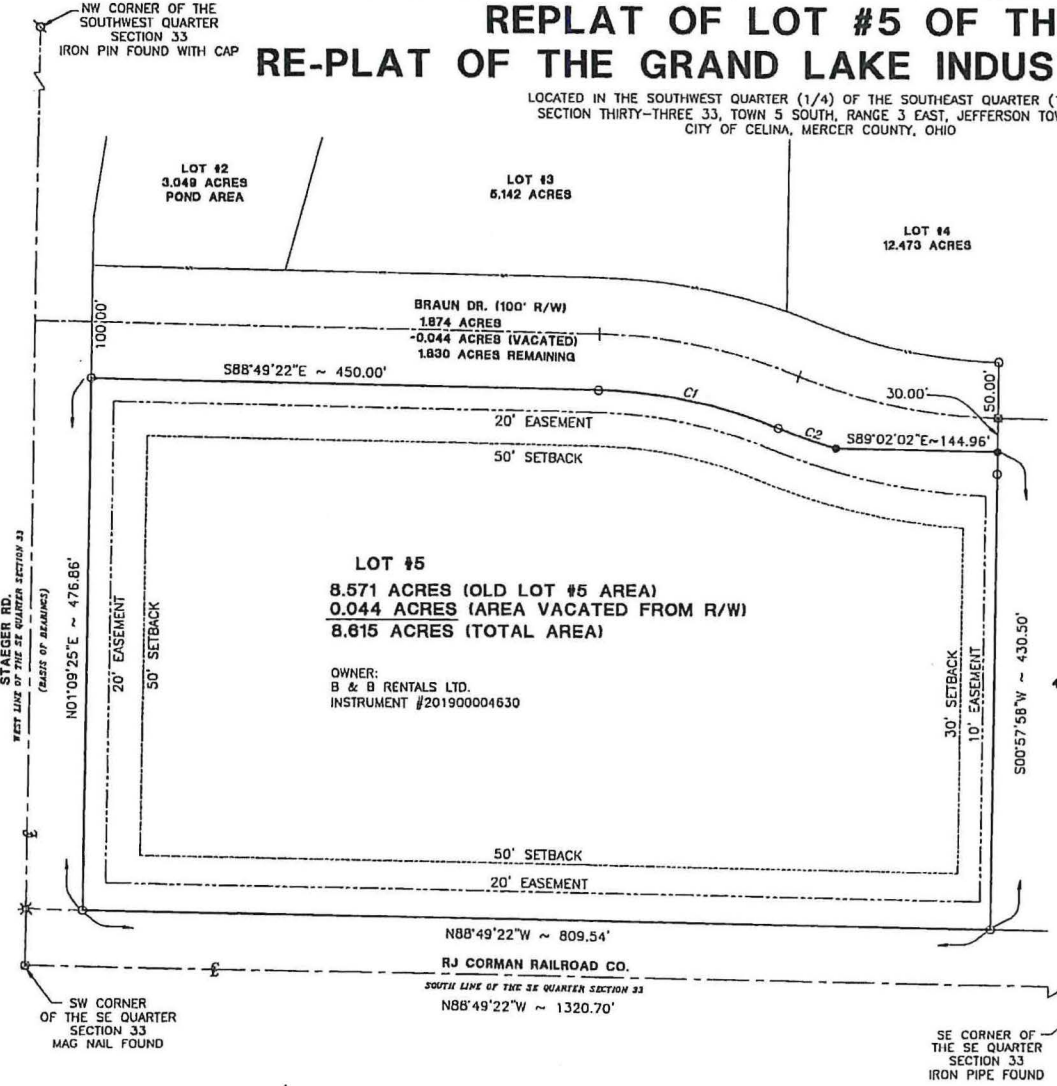 NW CORNER OF THE
SOUTHWEST QUARTER
SECTION 33
IRON PIN FOUND WITH CAP
REPLAT OF LOT #5 OF TH
RE-PLAT OF THE GRAND LAKE INDUS
LOCATED IN THE SOUTHWEST QUARTER (1/4) OF THE SOUTHEAST QUARTER (1
SECTION THIRTY-THREE 33, TOWN 5 SOUTH, RANGE 3 EAST, JEFFERSON TOW
CITY OF CELINA, MERCER COUNTY, OHIO
LOT #2
3.049 ACRES
POND AREA
LOT #3
5.142 ACRES
LOT #4
12.473 ACRES
100.00'
BRAUN DR. (100' R/W)
1.874 ACRES
-0.044 ACRES (VACATED)
1.830 ACRES REMAINING
S88°49'22"E ~ 450.00'
C1
C2
30.00'
50.00'
S89°02'02"E~144.96'
20' EASEMENT
50' SETBACK
STAEGER RD.
WEST LINE OF THE SE QUARTER SECTION 33
(BASIS OF BEARINGS)
N01°09'25"E ~ 476.86'
20' EASEMENT
50' SETBACK
LOT #5
8.571 ACRES (OLD LOT #5 AREA)
0.044 ACRES (AREA VACATED FROM R/W)
8.615 ACRES (TOTAL AREA)
OWNER:
B & B RENTALS LTD.
INSTRUMENT #201900004630
30' SETBACK
10' EASEMENT
S00°57'58"W ~ 430.50'
50' SETBACK
20' EASEMENT
N88°49'22"W ~ 809.54'
RJ CORMAN RAILROAD CO.
SOUTH LINE OF THE SE QUARTER SECTION 33
N88°49'22"W ~ 1320.70'
SW CORNER
OF THE SE QUARTER
SECTION 33
MAG NAIL FOUND
SE CORNER OF
THE SE QUARTER
SECTION 33
IRON PIPE FOUND